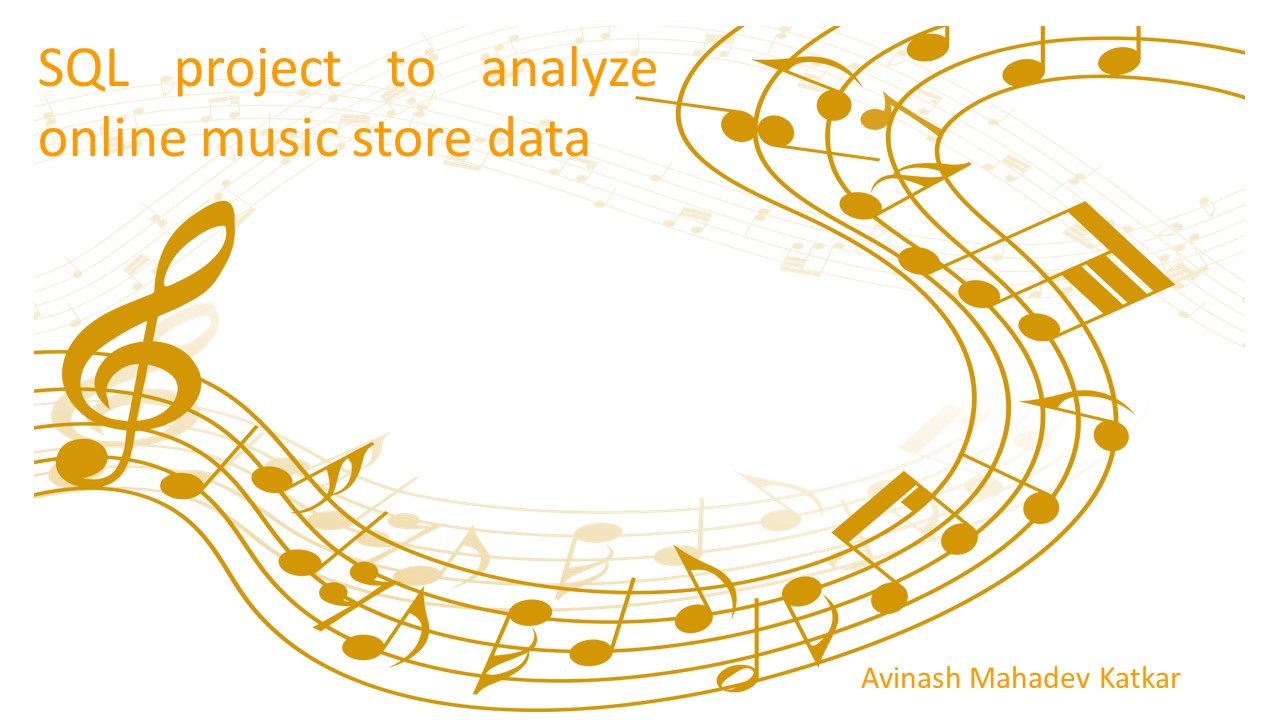 SQL project to analyze
online music store data
Avinash Mahadev Katkar